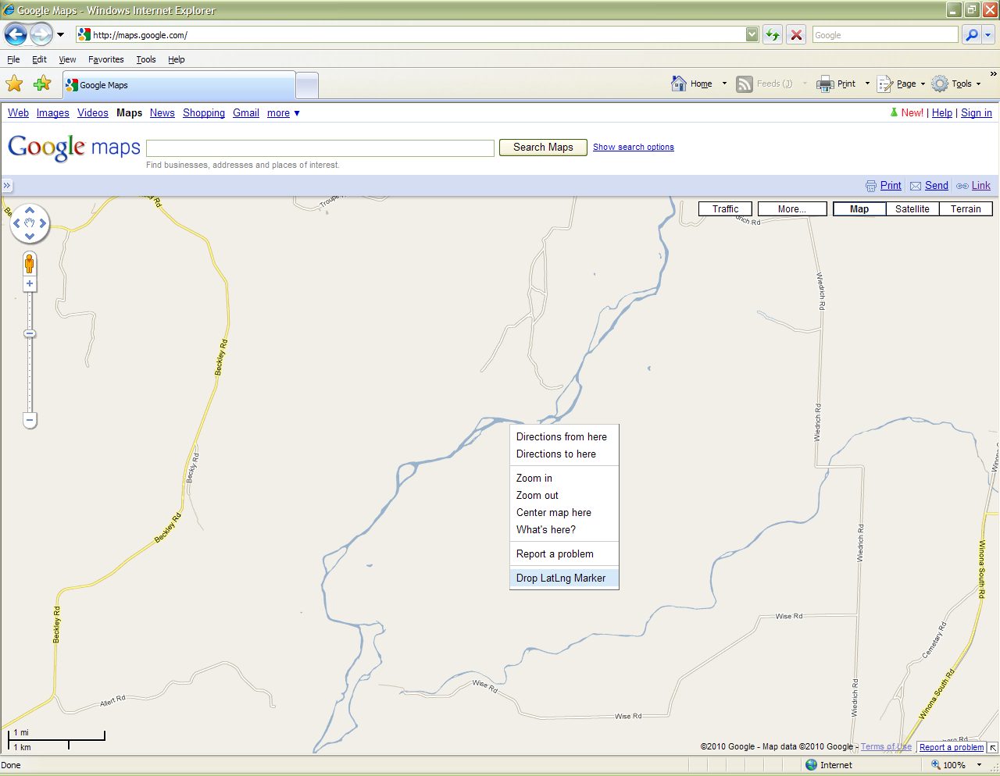 Google Maps - Windows Internet Explorer
http://maps.google.com/
Google
File Edit View Favorites Tools Help
Google Maps
Home Feeds (J) Print Page Tools »
Web Images Videos Maps News Shopping Gmail more ▼
New! | Help | Sign in
Google maps
Search Maps
Show search options
Find businesses, addresses and places of interest.
» Print Send Link
Traffic More... Map Satellite Terrain
Wiedrich Rd
Beckley Rd
Wiedrich Rd
Directions from here
Directions to here
Beckly Rd
Zoom in
Zoom out
Center map here
What's here?
Beckley Rd
Wiedrich Rd
Report a problem
Winona South Rd
Drop LatLng Marker
Beckley Rd
Wise Rd
Cemetary Rd
Wise Rd
Wiedrich Rd
Winona South Rd
Allert Rd
Wise Rd
1 mi
1 km
©2010 Google - Map data ©2010 Google - Terms of Use
Report a problem
Done
Internet
100%